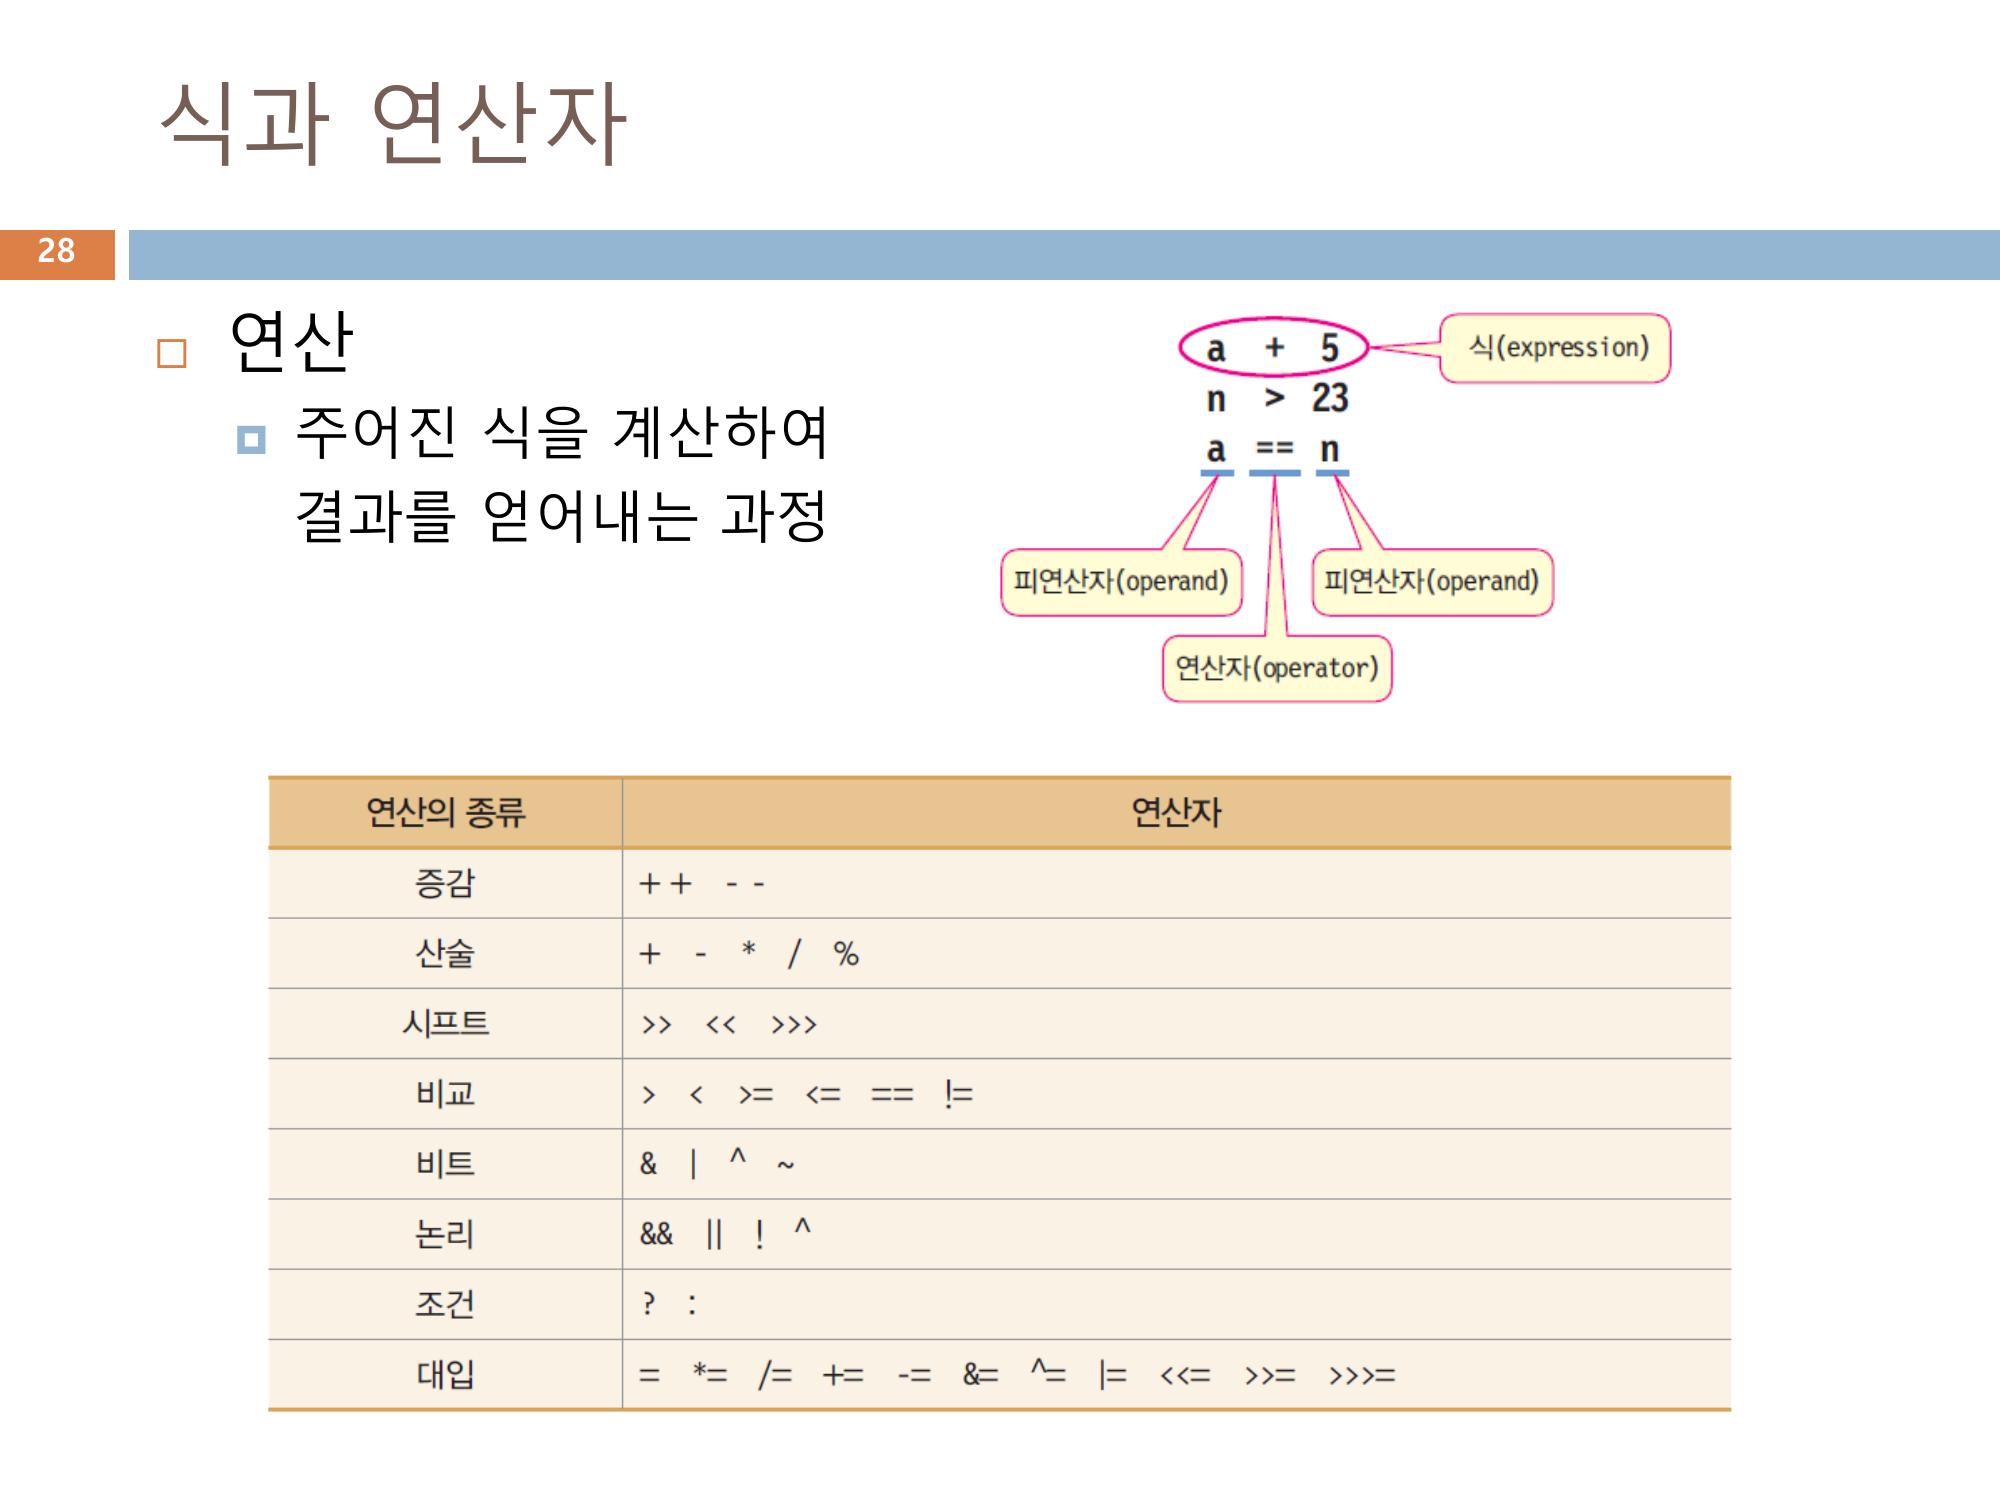 식과 연산자
28
연산
주어진 식을 계산하여
결과를 얻어내는 과정
a + 5
식(expression)
n > 23
a == n
피연산자(operand)
피연산자(operand)
연산자(operator)
연산의 종류 연산자
증감 ++ --
산술 + - * / %
시프트 >> << >>>
비교 > < >= <= == !=
비트 & | ^ ~
논리 && || ! ^
조건 ? :
대입 = *= /= += -= &= ^= |= <<= >>= >>>=